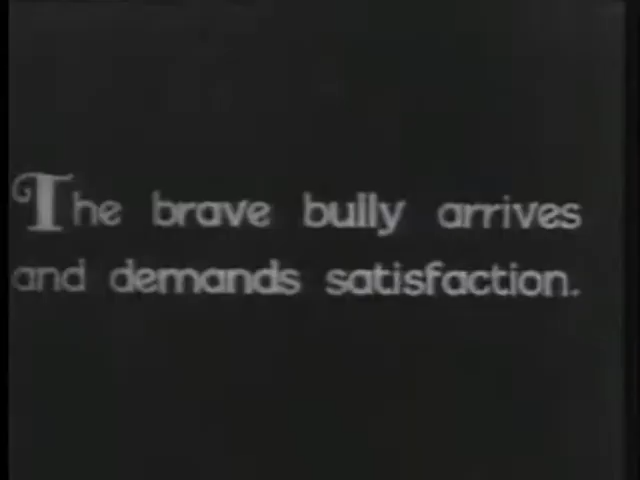 The brave bully arrives
and demands satisfaction.